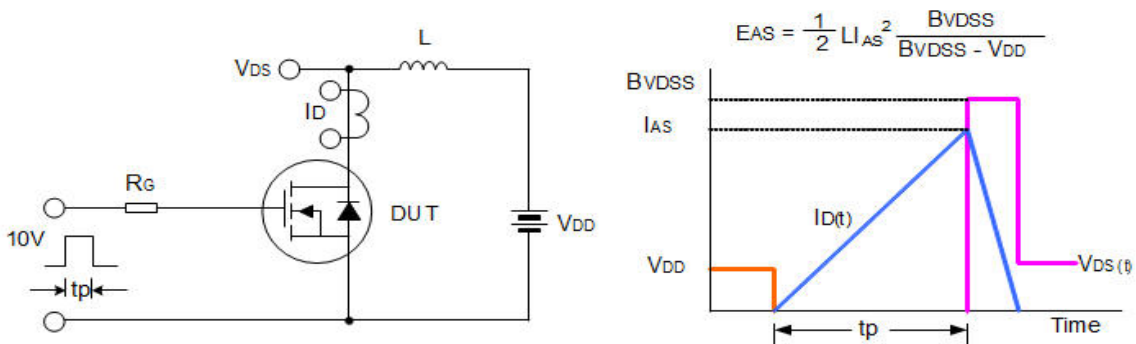 L
VDS
ID
RG
10V
tp
DUT
VDD
EAS = 1/2 LIAS² BVDSS / BVDSS - VDD
BVDSS
IAS
ID(t)
VDD
VDS(t)
tp
Time